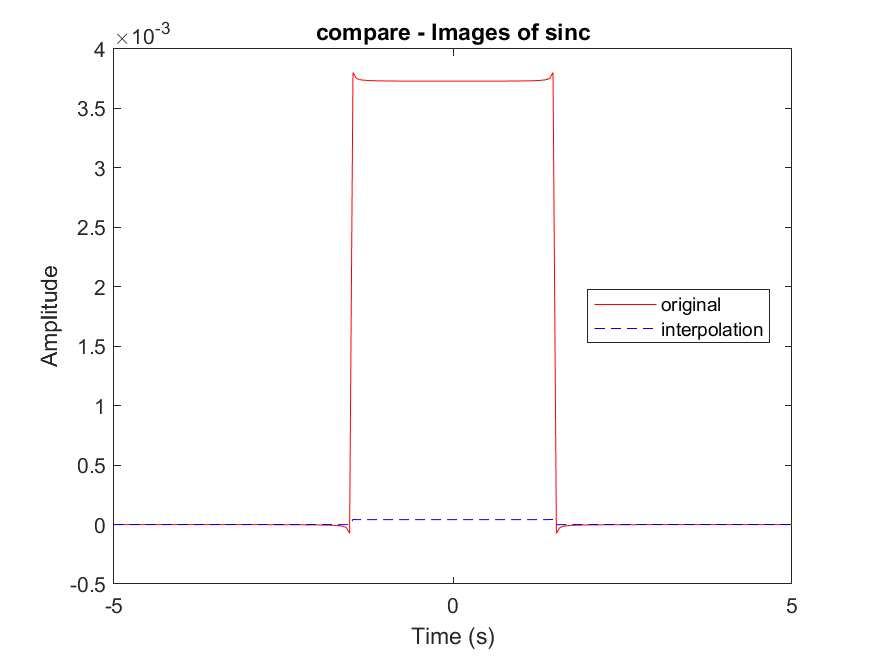 compare - Images of sinc
×10-3
4
3.5
3
2.5
2
1.5
1
0.5
0
-0.5
Amplitude
original
interpolation
-5 0 5
Time (s)